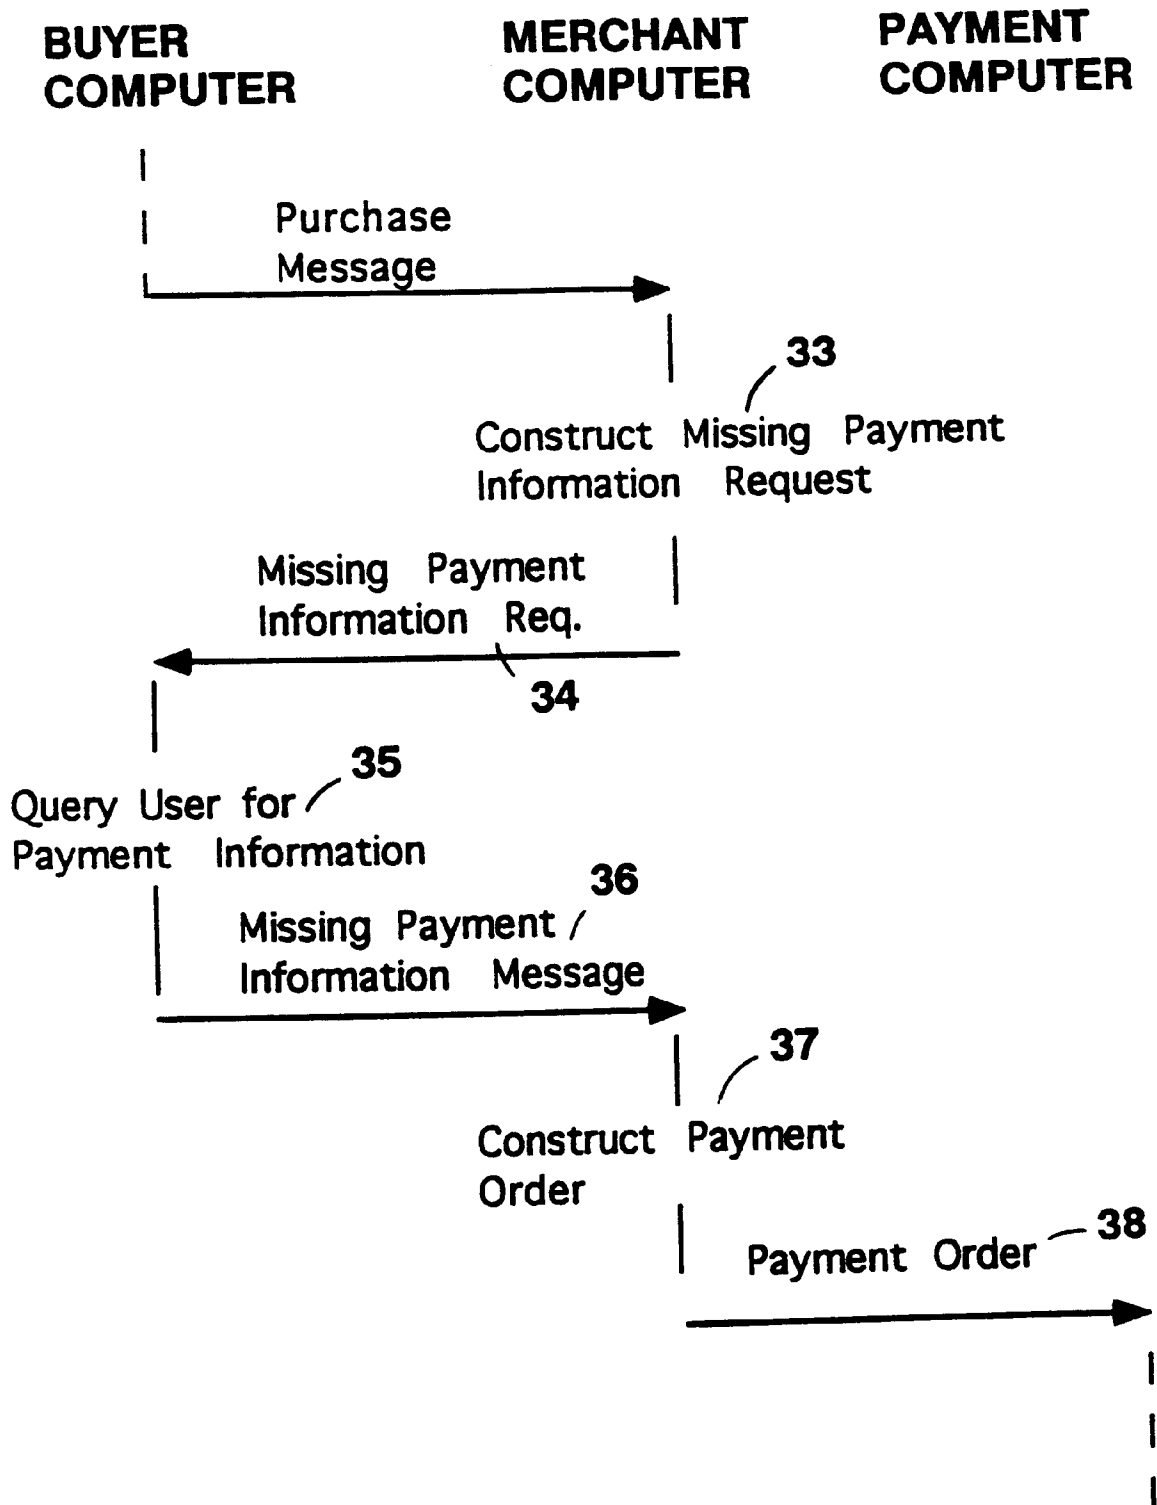 BUYER
COMPUTER
MERCHANT
COMPUTER
PAYMENT
COMPUTER
Purchase
Message
33
Construct Missing Payment
Information Request
Missing Payment
Information Req.
34
35
Query User for
Payment Information
36
Missing Payment
Information Message
37
Construct Payment
Order
38
Payment Order